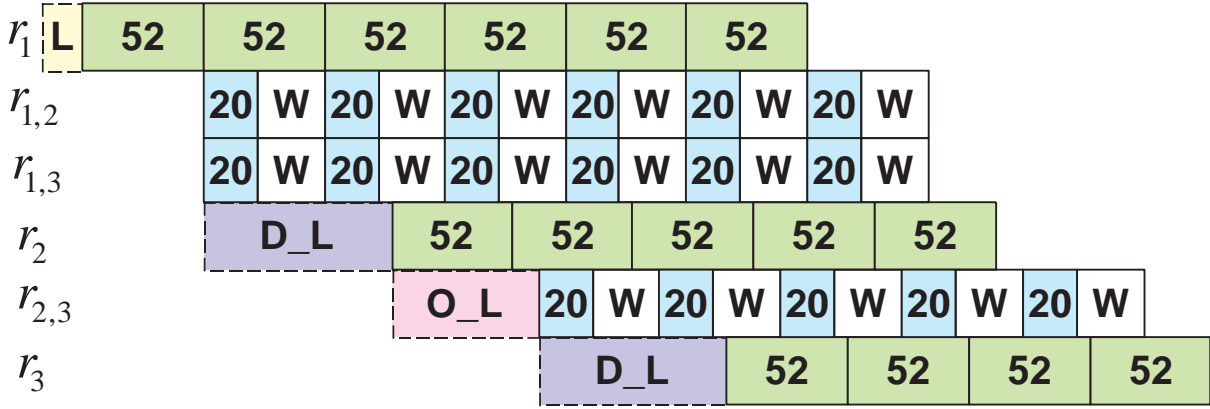 r1 L 52 52 52 52 52 52
r1,2 20 W 20 W 20 W 20 W 20 W 20 W
r1,3 20 W 20 W 20 W 20 W 20 W 20 W
r2 D_L 52 52 52 52 52
r2,3 O_L 20 W 20 W 20 W 20 W 20 W
r3 D_L 52 52 52 52